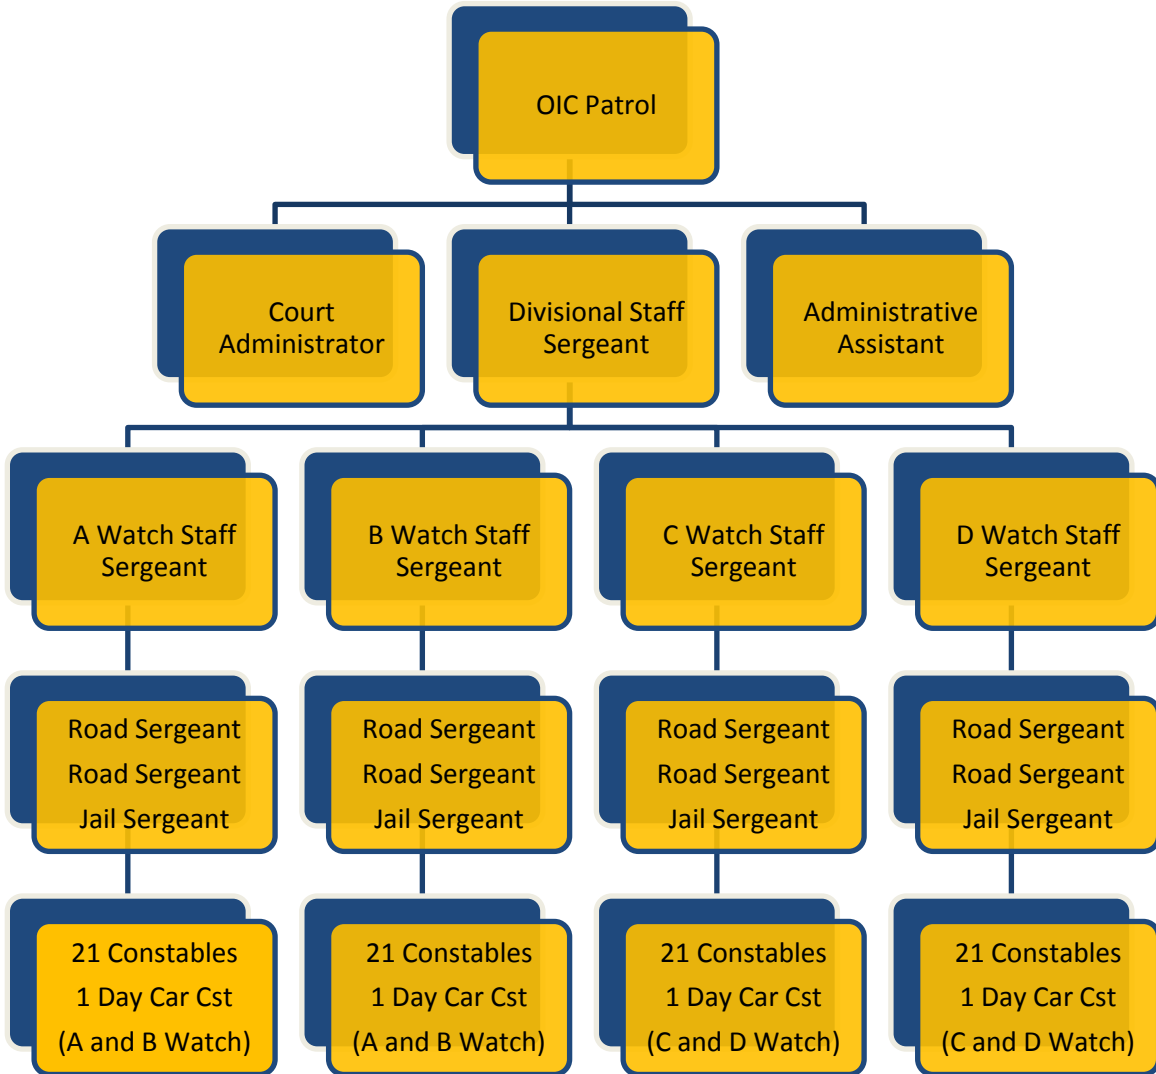 OIC Patrol
Court
Administrator
Divisional Staff
Sergeant
Administrative
Assistant
A Watch Staff
Sergeant
B Watch Staff
Sergeant
C Watch Staff
Sergeant
D Watch Staff
Sergeant
Road Sergeant
Road Sergeant
Jail Sergeant
Road Sergeant
Road Sergeant
Jail Sergeant
Road Sergeant
Road Sergeant
Jail Sergeant
Road Sergeant
Road Sergeant
Jail Sergeant
21 Constables
1 Day Car Cst
(A and B Watch)
21 Constables
1 Day Car Cst
(A and B Watch)
21 Constables
1 Day Car Cst
(C and D Watch)
21 Constables
1 Day Car Cst
(C and D Watch)